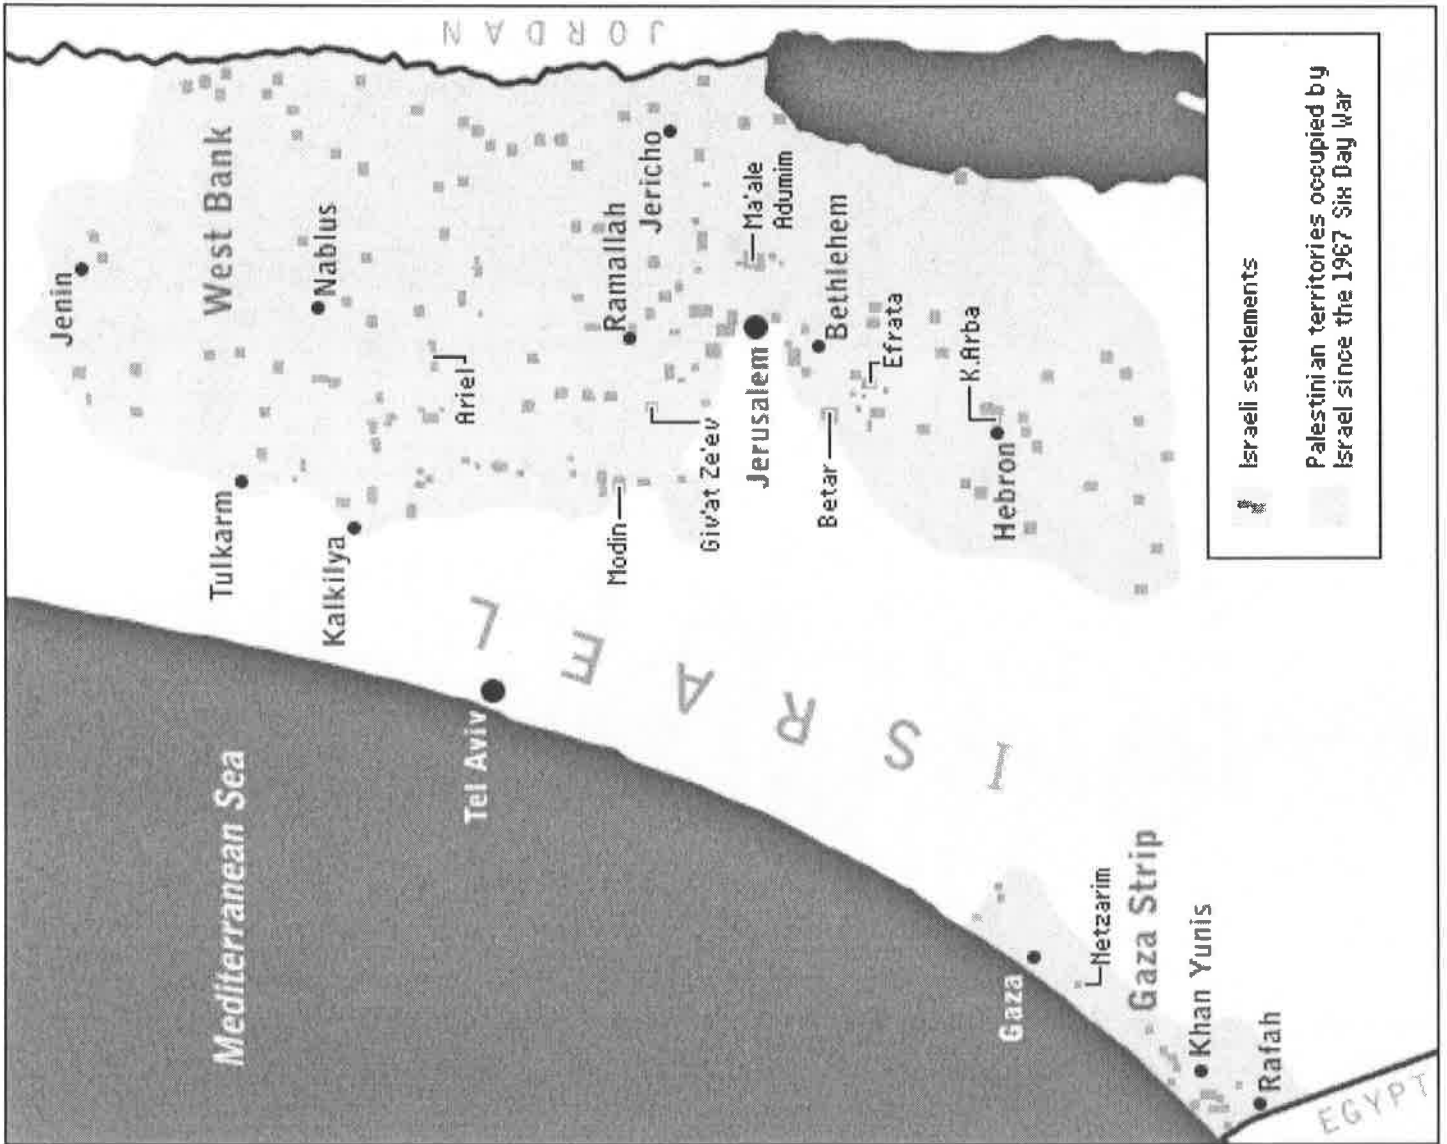 JORDAN
Jenin
West Bank
Nablus
Tulkarm
Kalkilya
Ariel
Ramallah
Jericho
Modin
Giv'at Ze'ev
Ma'ale
Adumim
Jerusalem
Bethlehem
Betar
Efrata
K.Arba
Hebron
Mediterranean Sea
Tel Aviv
ISRAEL
Gaza
Netzarim
Gaza Strip
Khan Yunis
Rafah
EGYPT
Israeli settlements
Palestinian territories occupied by
Israel since the 1967 Six Day War